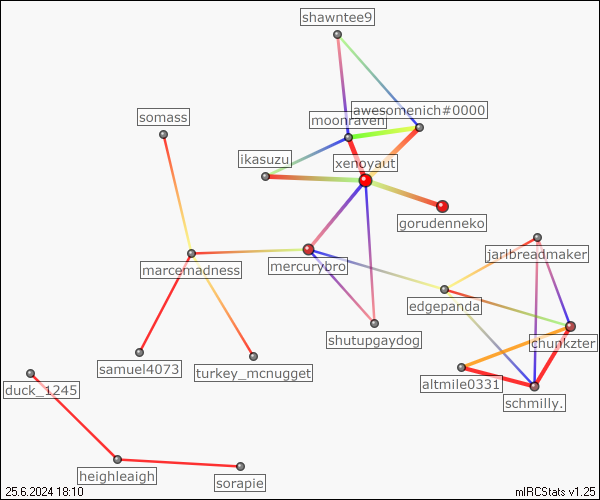 shawntee9
awesomenich#0000
moonraven
somass
ikasuzu
xenoyaut
gorudenneko
jarlbreadmaker
marcemadness
mercurybro
edgepanda
shutupgaydog
chunkzter
samuel4073
turkey_mcnugget
altmile0331
duck_1245
schmilly.
heighleaigh
sorapie
25.6.2024 18:10
mIRCStats v1.25